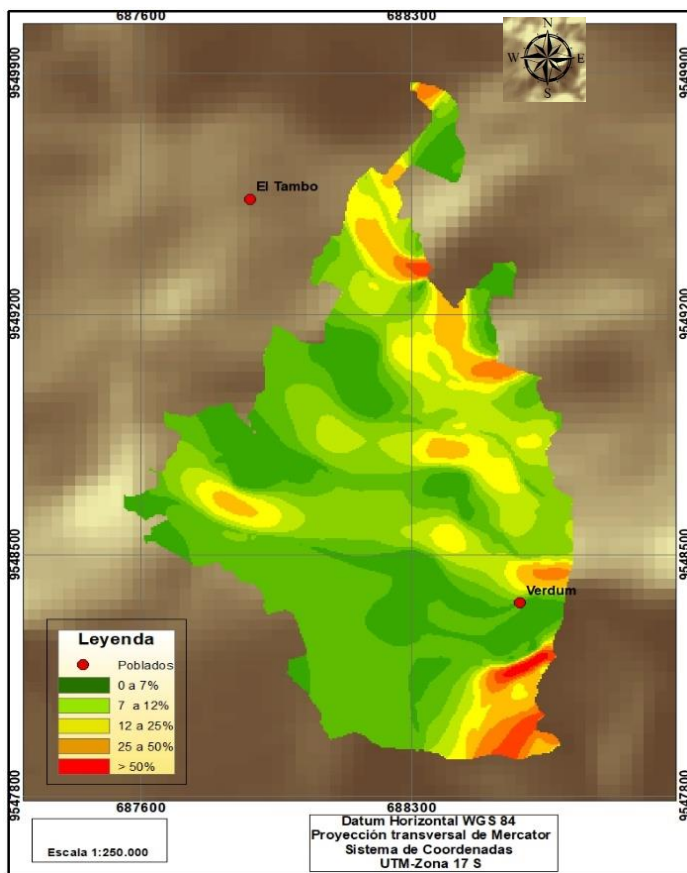 687600 688300
N
W E
S
9549900 9549900
El Tambo
9549200 9549200
9548500 9548500
Verdum
Leyenda
Poblados
0 a 7%
7 a 12%
12 a 25%
25 a 50%
> 50%
9547800 9547800
687600 688300
Escala 1:250.000
Datum Horizontal WGS 84
Proyección transversal de Mercator
Sistema de Coordenadas
UTM-Zona 17 S